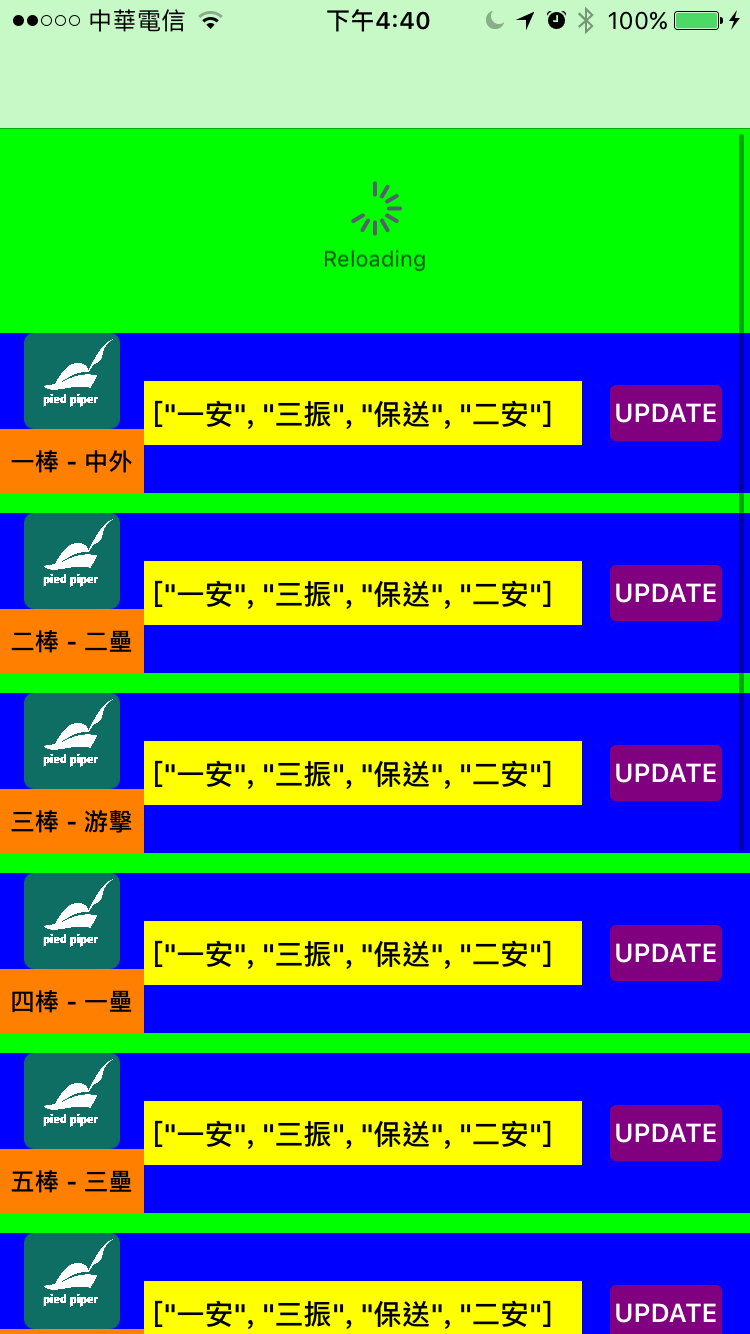 中華電信 下午4:40 100%
Reloading
pied piper
["一安", "三振", "保送", "二安"] UPDATE
一棒 - 中外
pied piper
["一安", "三振", "保送", "二安"] UPDATE
二棒 - 二壘
pied piper
["一安", "三振", "保送", "二安"] UPDATE
三棒 - 游擊
pied piper
["一安", "三振", "保送", "二安"] UPDATE
四棒 - 一壘
pied piper
["一安", "三振", "保送", "二安"] UPDATE
五棒 - 三壘
pied piper
["一安", "三振", "保送", "二安"] UPDATE